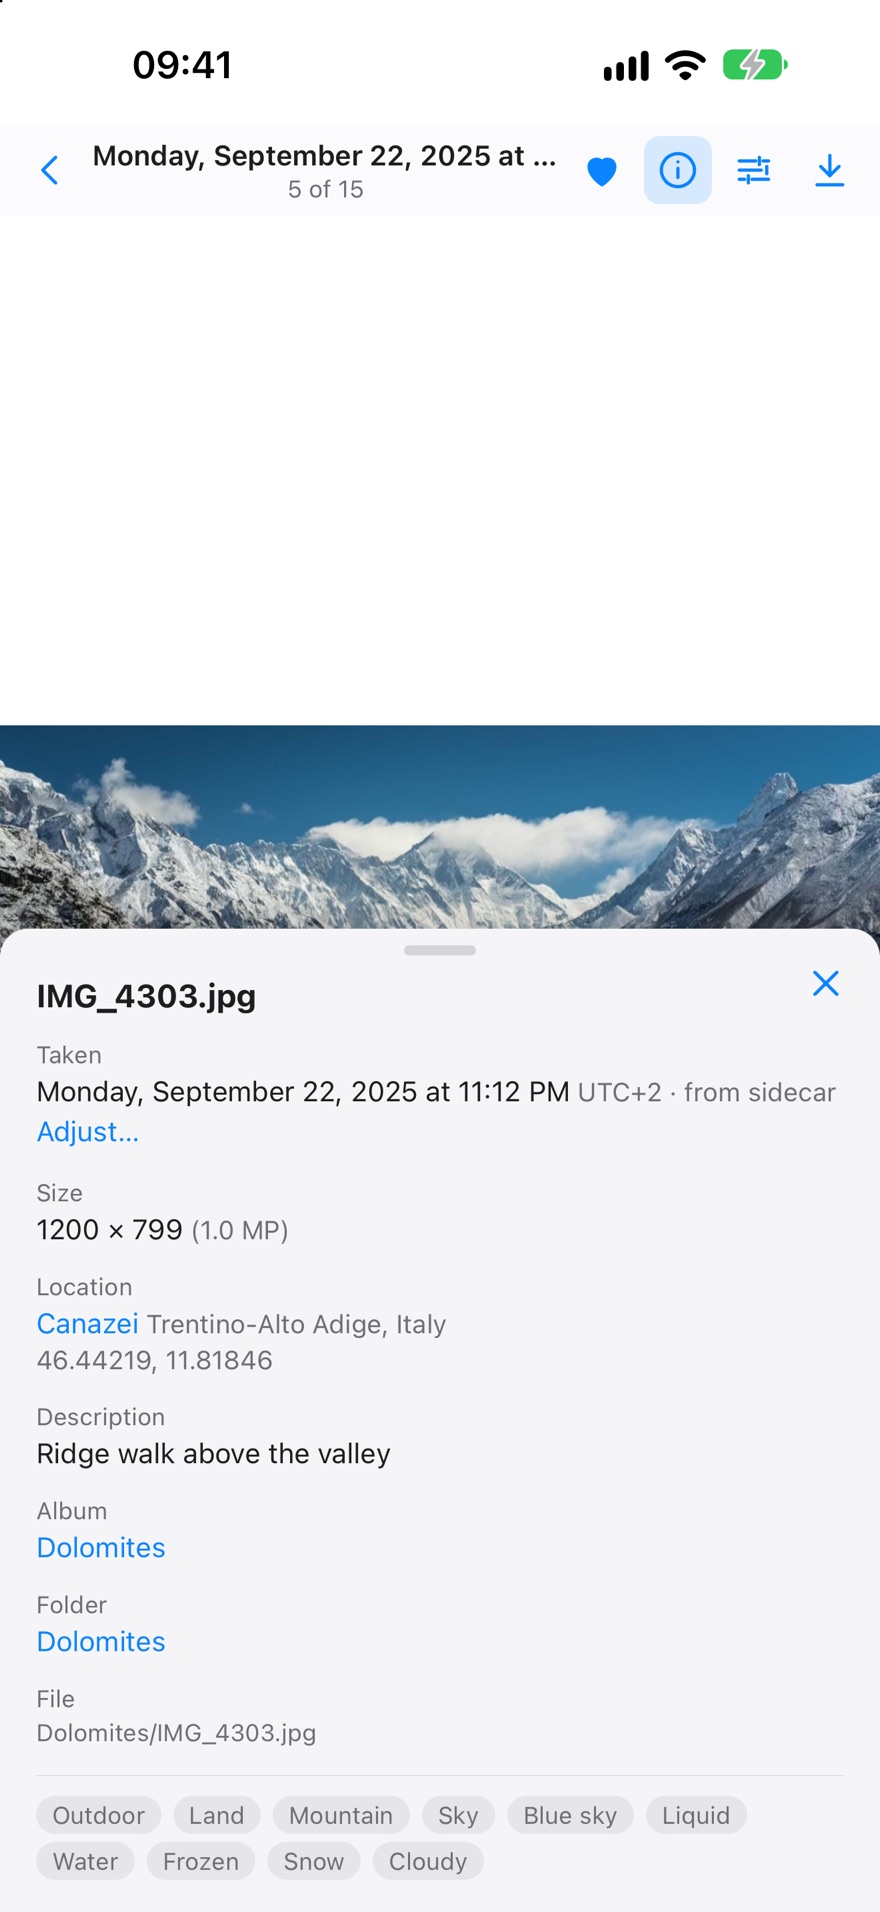 09:41
Monday, September 22, 2025 at ...
5 of 15
IMG_4303.jpg
Taken
Monday, September 22, 2025 at 11:12 PM UTC+2 · from sidecar
Adjust...
Size
1200 × 799 (1.0 MP)
Location
Canazei Trentino-Alto Adige, Italy
46.44219, 11.81846
Description
Ridge walk above the valley
Album
Dolomites
Folder
Dolomites
File
Dolomites/IMG_4303.jpg
Outdoor Land Mountain Sky Blue sky Liquid
Water Frozen Snow Cloudy